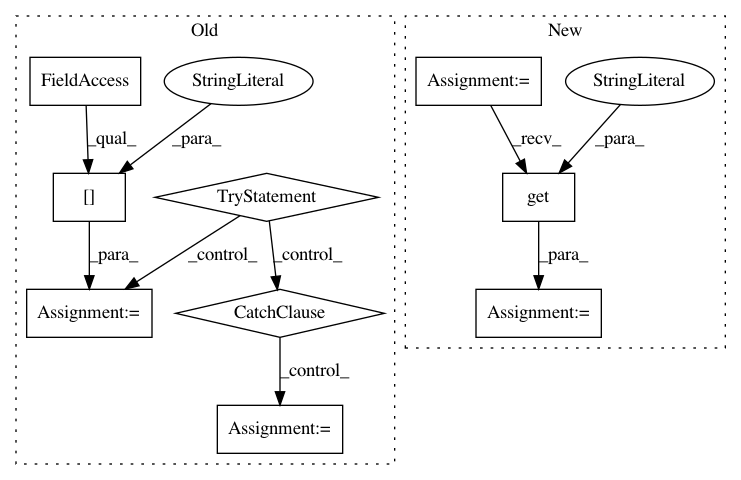 Old
New
FieldAccess
StringLiteral
Assignment:=
StringLiteral
_qual_
_para_
_recv_
_para_
[]
TryStatement
get
_para_
_control_
_control_
_para_
Assignment:=
CatchClause
Assignment:=
_control_
Assignment:=